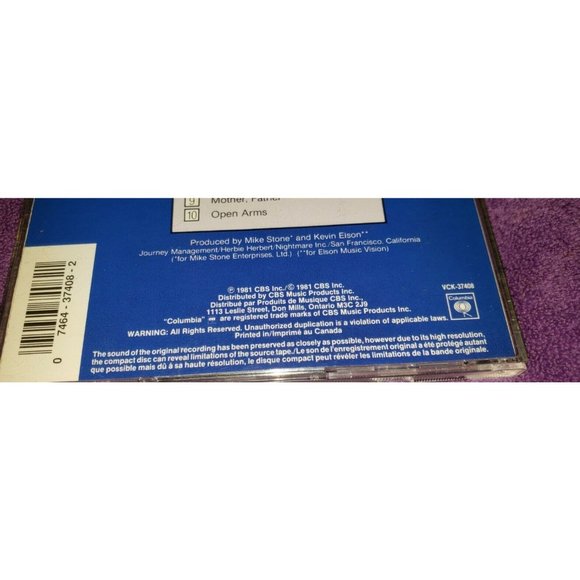 9 Mother, Father
10 Open Arms
Produced by Mike Stone* and Kevin Elson**
Journey Management/Herbie Herbert/Nightmare Inc./San Francisco, California
(*for Mike Stone Enterprises, Ltd.) (**for Elson Music Vision)
℗ 1981 CBS Inc./© 1981 CBS Inc.
Distributed by CBS Music Products Inc.
Distribué par Produits de Musique CBS Inc.
1113 Leslie Street, Don Mills, Ontario M3C 2J9
"Columbia" are registered trade marks of CBS Music Products Inc.
WARNING: All Rights Reserved. Unauthorized duplication is a violation of applicable laws.
Printed in/Imprimé au Canada
The sound of the original recording has been preserved as closely as possible, however due to its high resolution,
the compact disc can reveal limitations of the source tape./Le son de l'enregistrement original a été protégé autant
que possible mais dû à sa haute résolution, le disque compact peut révéler les limitations de la bande originale.
VCK-37408
Columbia
0 7464-37408-2